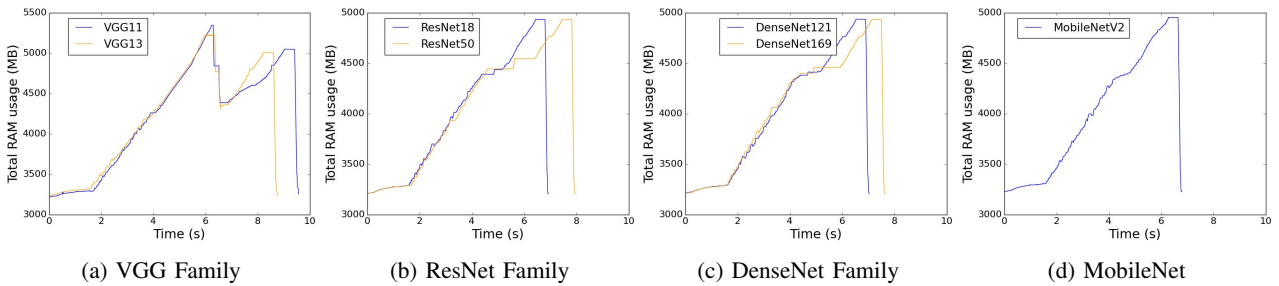 5500
5000
4500
4000
3500
3000
Total RAM usage (MB)
VGG11
VGG13
0 2 4 6 8 10
Time (s)
(a) VGG Family
5000
4500
4000
3500
3000
Total RAM usage (MB)
ResNet18
ResNet50
0 2 4 6 8 10
Time (s)
(b) ResNet Family
5000
4500
4000
3500
3000
Total RAM usage (MB)
DenseNet121
DenseNet169
0 2 4 6 8 10
Time (s)
(c) DenseNet Family
5000
4500
4000
3500
3000
Total RAM usage (MB)
MobileNetV2
0 2 4 6 8 10
Time (s)
(d) MobileNet